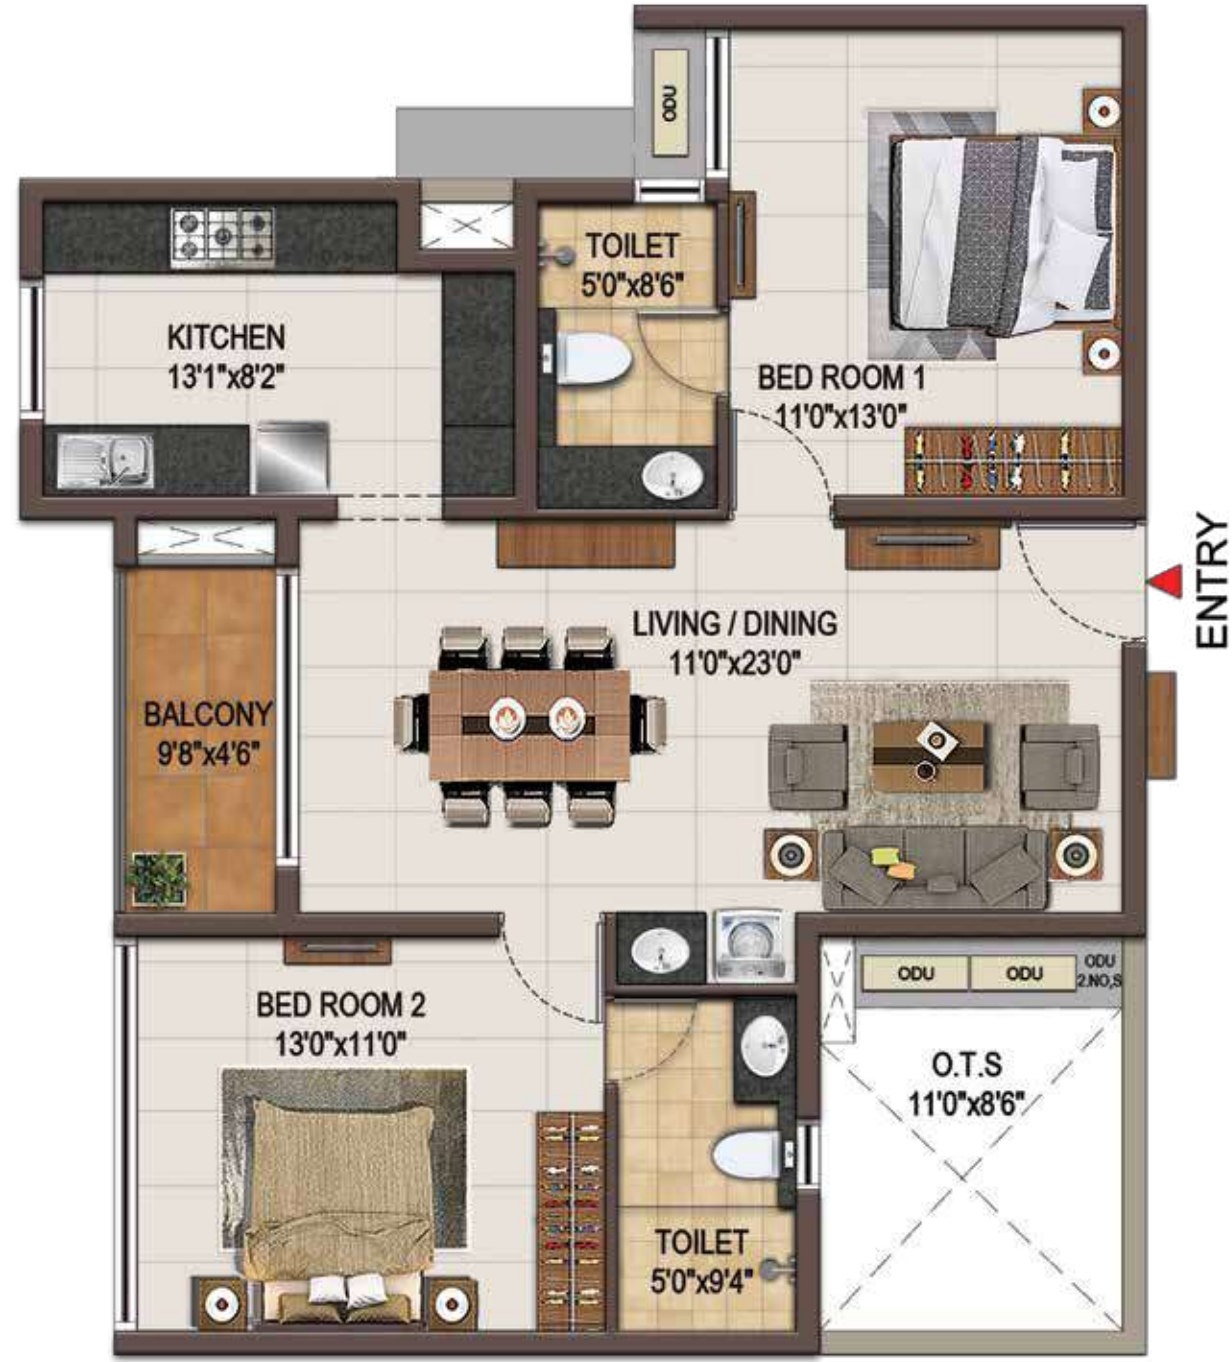 ODU
TOILET
5'0"x8'6"
KITCHEN
13'1"x8'2"
BED ROOM 1
11'0"x13'0"
ENTRY
LIVING / DINING
11'0"x23'0"
BALCONY
9'8"x4'6"
BED ROOM 2
13'0"x11'0"
ODU
ODU
ODU
2.NO,S
O.T.S
11'0"x8'6"
TOILET
5'0"x9'4"